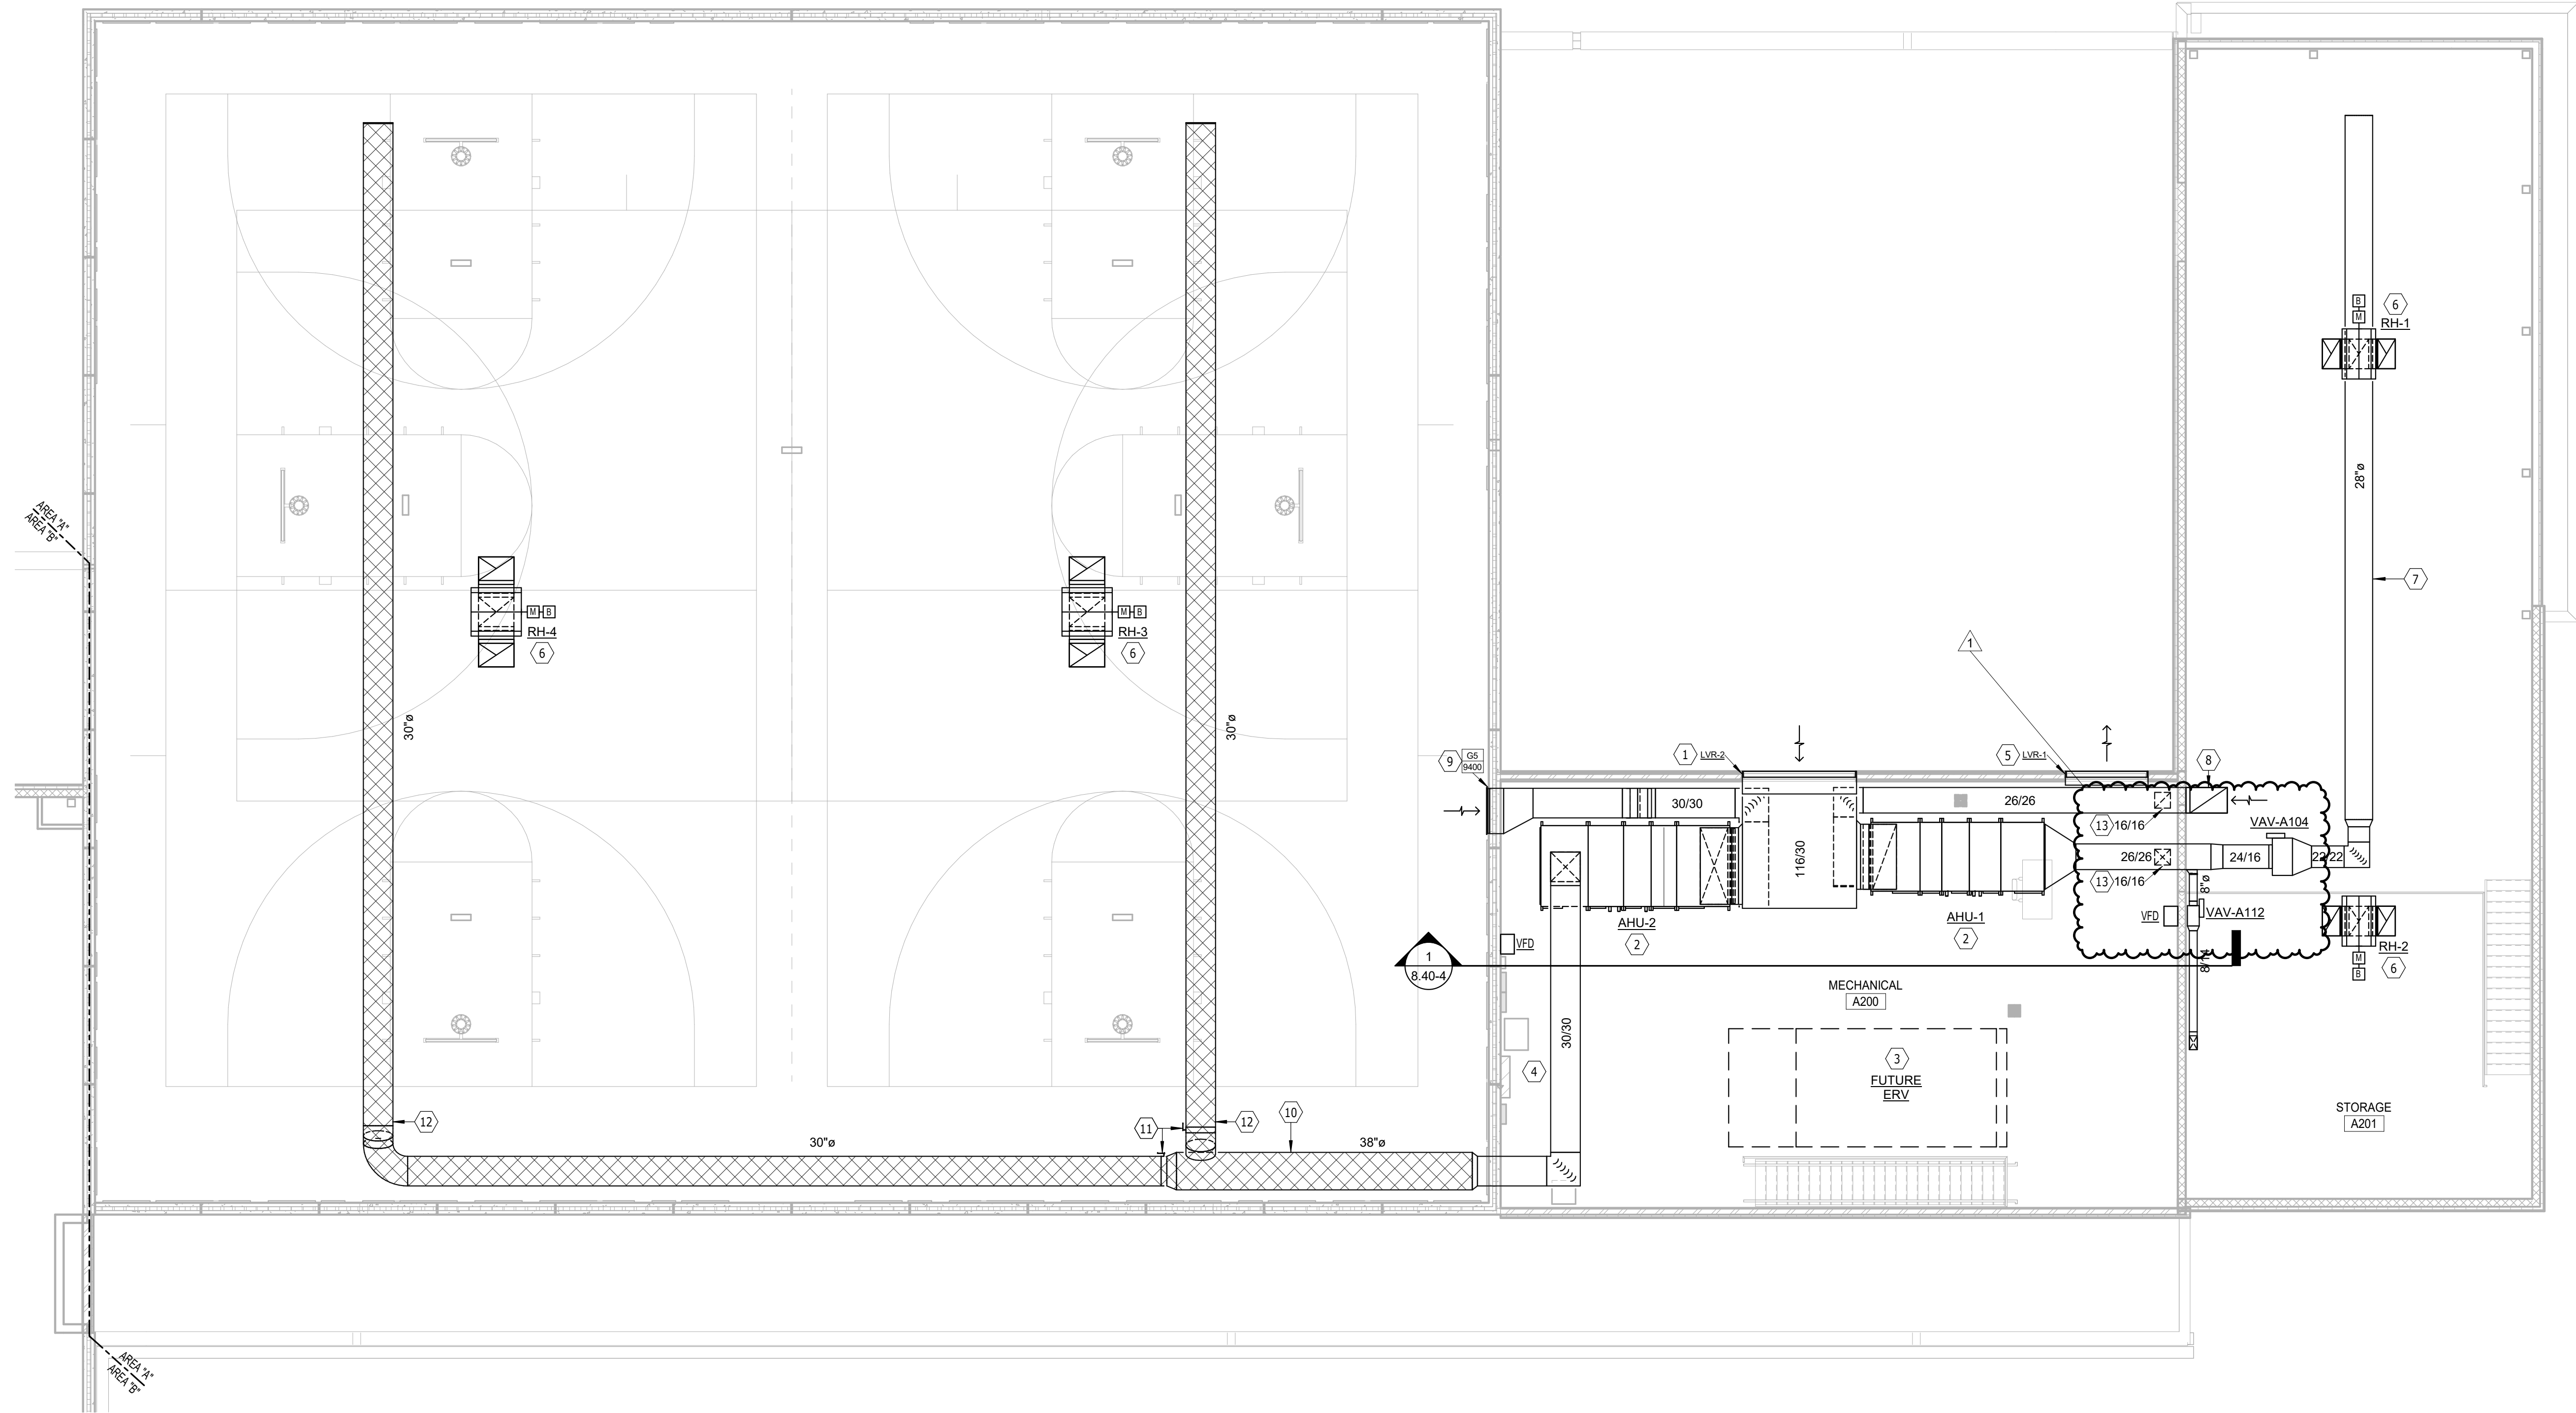 B
M
6
RH-1
28"ø
AREA "A"
AREA "B"
7
M
B
RH-4
6
M
B
RH-3
6
1
30"ø
30"ø
9
G5
9400
1
LVR-2
5
LVR-1
8
30/30
26/26
13
16/16
VAV-A104
116/30
26/26
24/16
22/22
13
16/16
8"ø
VFD
VAV-A112
AHU-2
2
AHU-1
2
VFD
RH-2
6
M
B
8/14
1
8.40-4
MECHANICAL
A200
30/30
3
FUTURE
ERV
4
STORAGE
A201
12
11
12
10
30"ø
38"ø
AREA "A"
AREA "B"